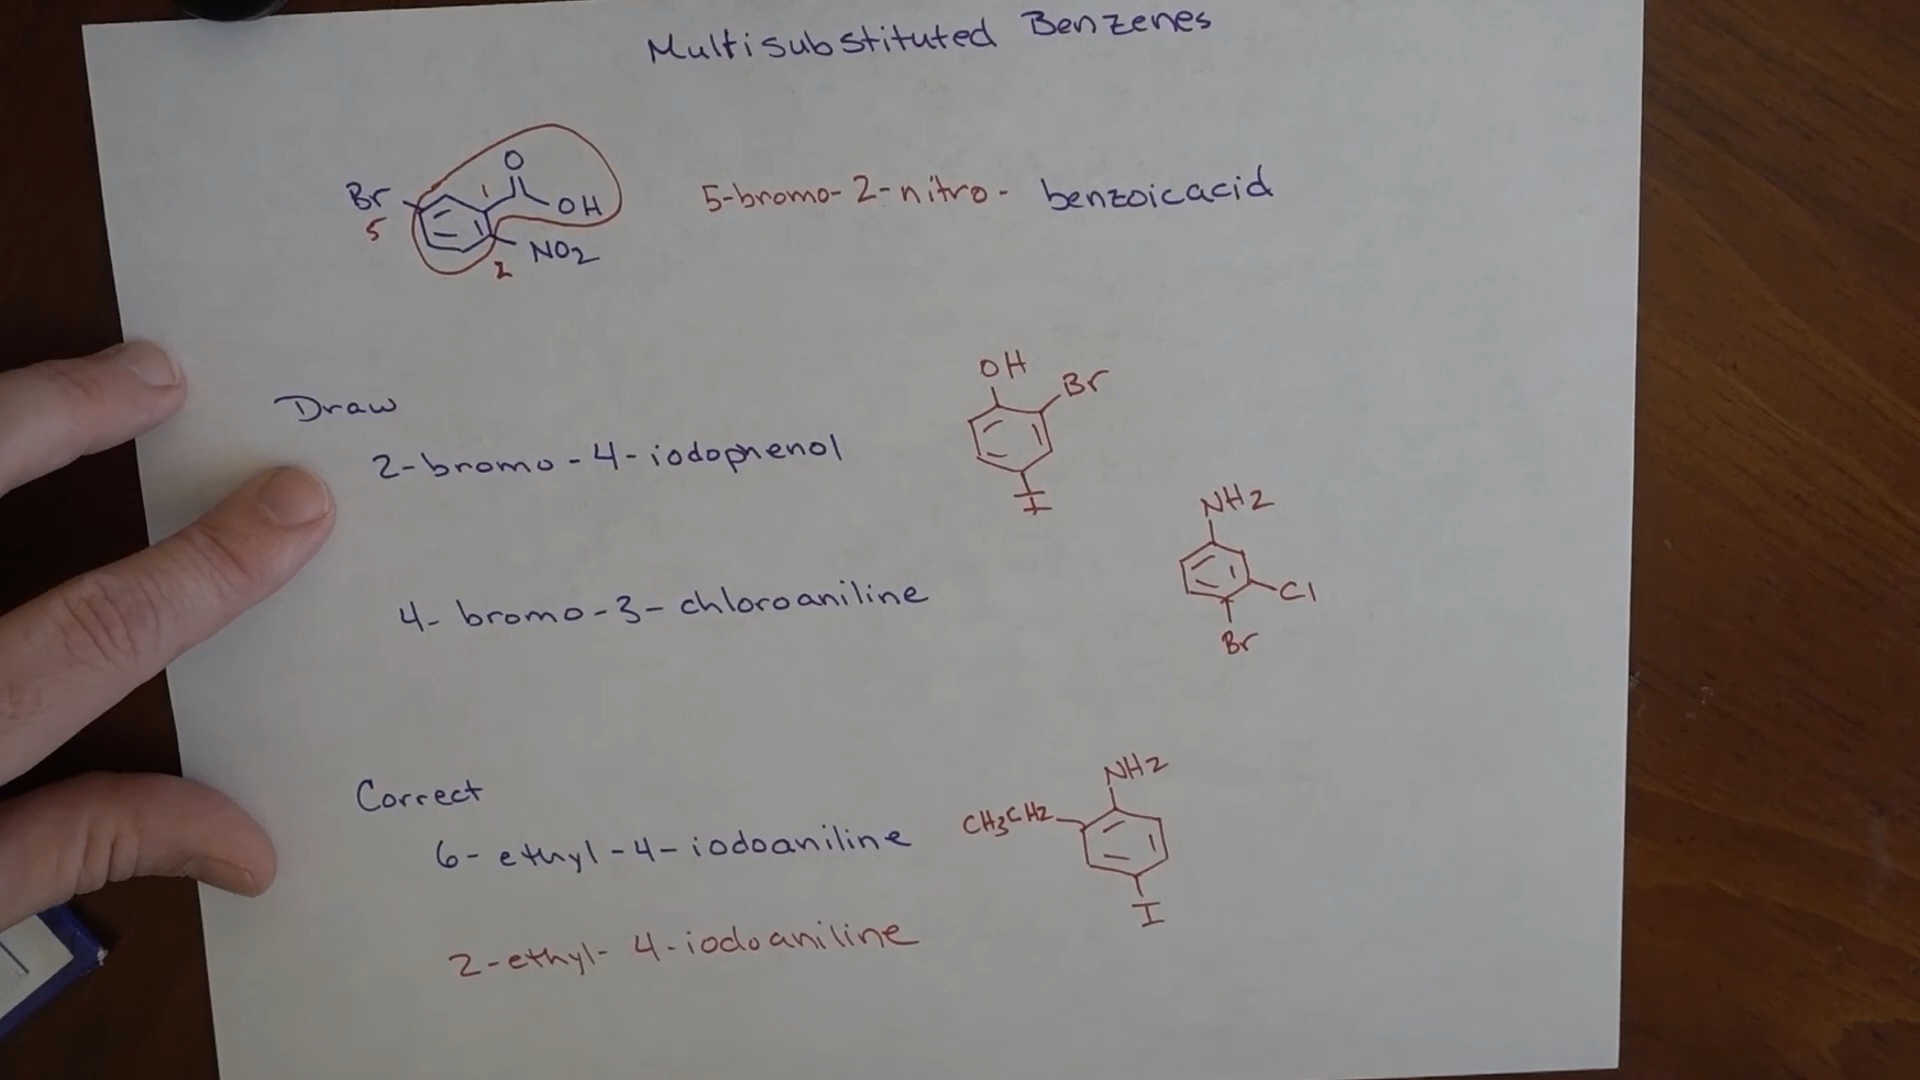 Multisubstituted Benzenes
O
Br 1 OH 5-bromo-2-nitro- benzoicacid
5 NO2
2
OH
Br
Draw
2-bromo-4-iodophenol
I
NH2
4-bromo-3-chloroaniline Cl
Br
NH2
Correct
CH3CH2
6-ethyl-4-iodoaniline
I
2-ethyl-4-iodoaniline